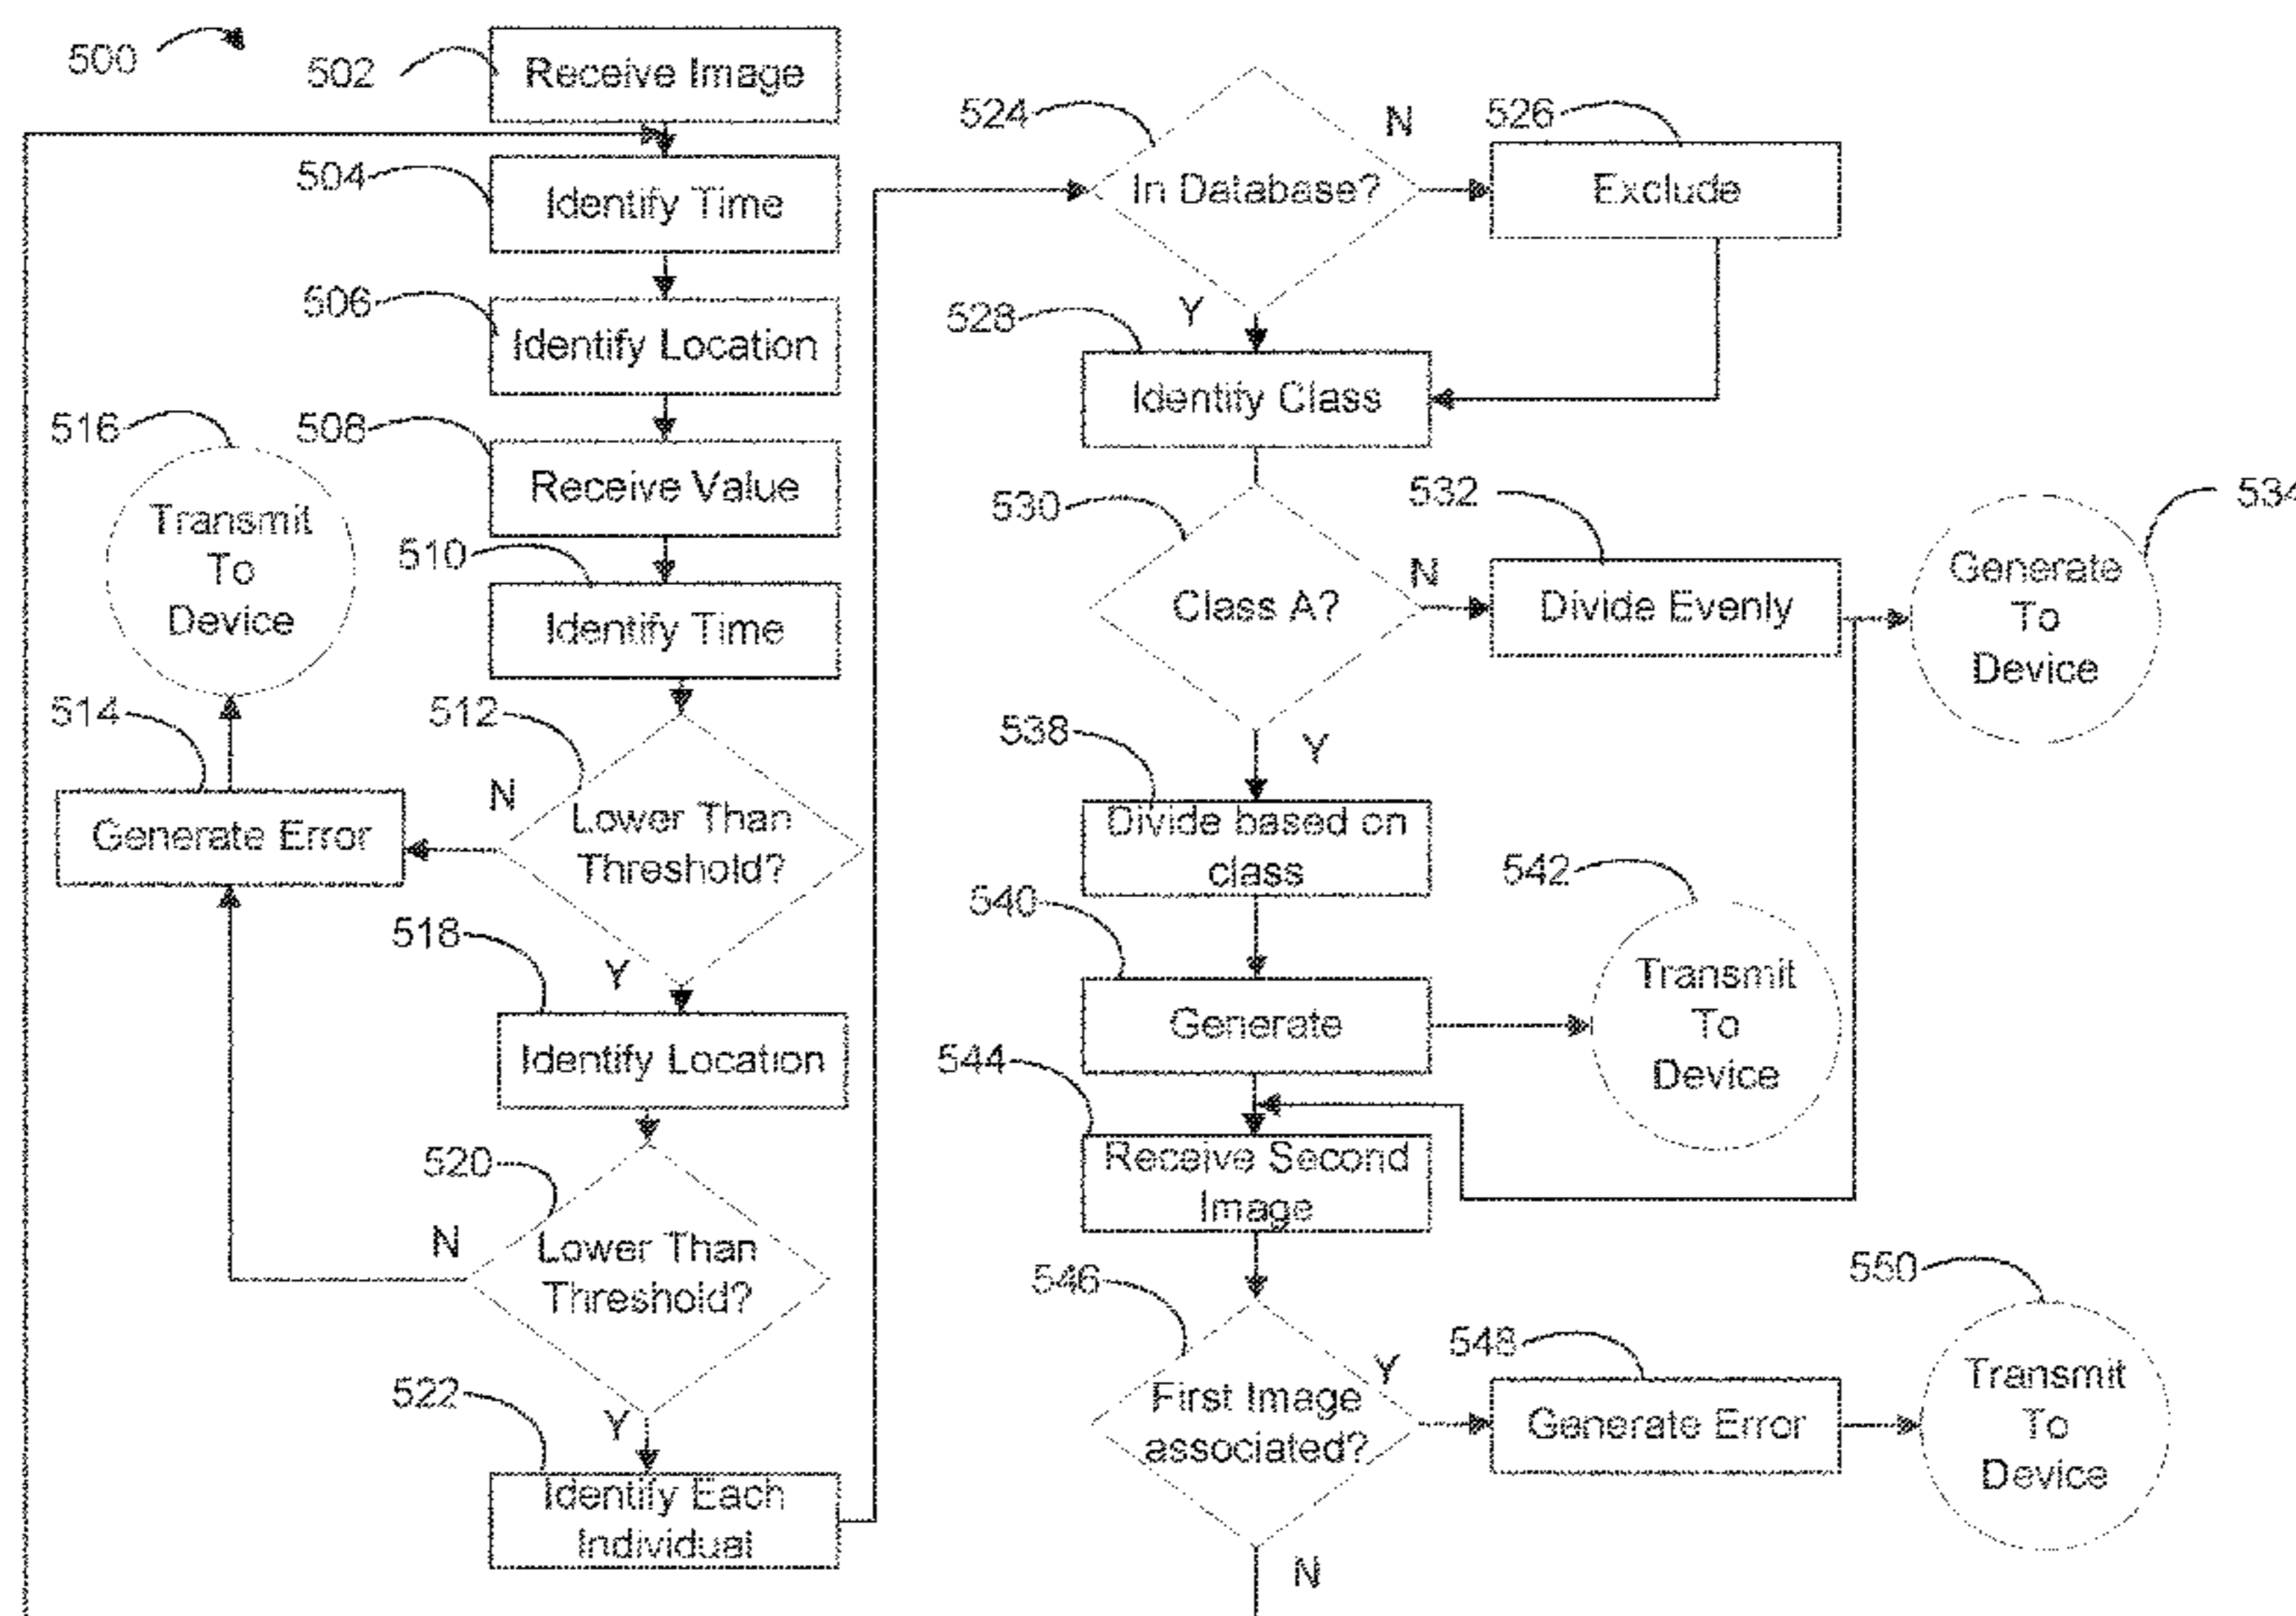 500
502
Receive Image
504
Identify Time
506
Identify Location
508
Receive Value
510
Identify Time
512
Lower Than
Threshold?
N
Y
514
Generate Error
516
Transmit
To
Device
518
Identify Location
520
Lower Than
Threshold?
N
Y
522
Identify Each
Individual
524
In Database?
N
Y
526
Exclude
528
Identify Class
530
Class A?
N
Y
532
Divide Evenly
534
Generate
To
Device
538
Divide based on
class
540
Generate
542
Transmit
To
Device
544
Receive Second
Image
546
First Image
associated?
Y
N
548
Generate Error
550
Transmit
To
Device